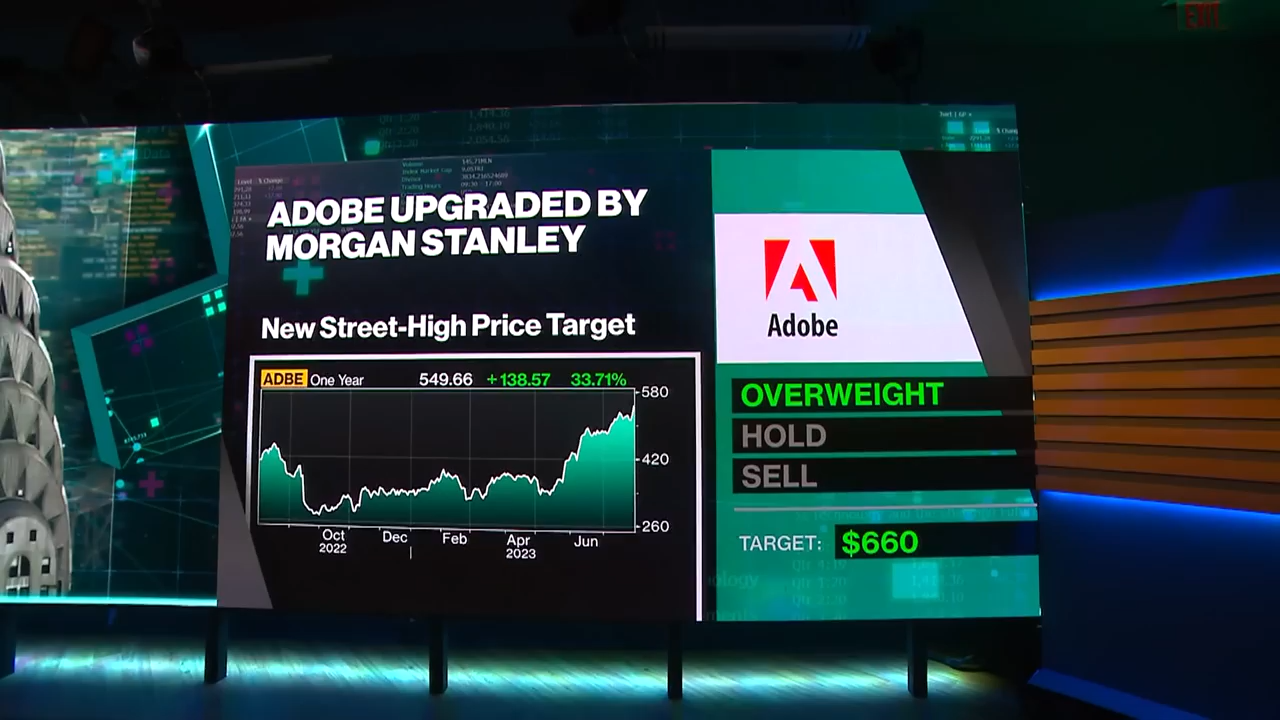 EXIT
ADOBE UPGRADED BY
MORGAN STANLEY
New Street-High Price Target
ADBE One Year 549.66 +138.57 33.71%
580
420
260
Oct Dec Feb Apr Jun
2022 2023
Adobe
OVERWEIGHT
HOLD
SELL
TARGET: $660